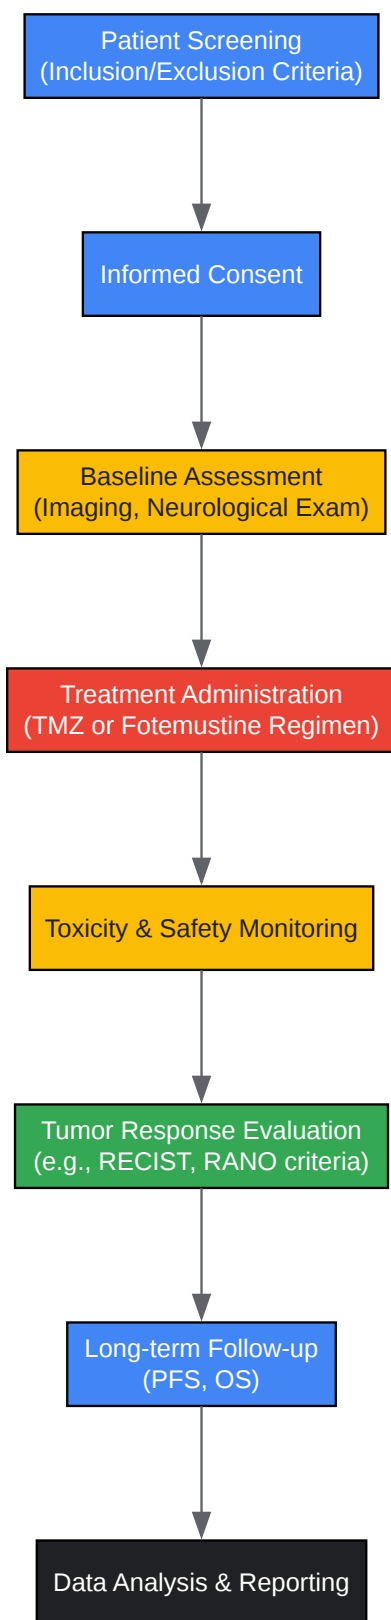 Patient Screening
(Inclusion/Exclusion Criteria)
Informed Consent
Baseline Assessment
(Imaging, Neurological Exam)
Treatment Administration
(TMZ or Fotemustine Regimen)
Toxicity & Safety Monitoring
Tumor Response Evaluation
(e.g., RECIST, RANO criteria)
Long-term Follow-up
(PFS, OS)
Data Analysis & Reporting